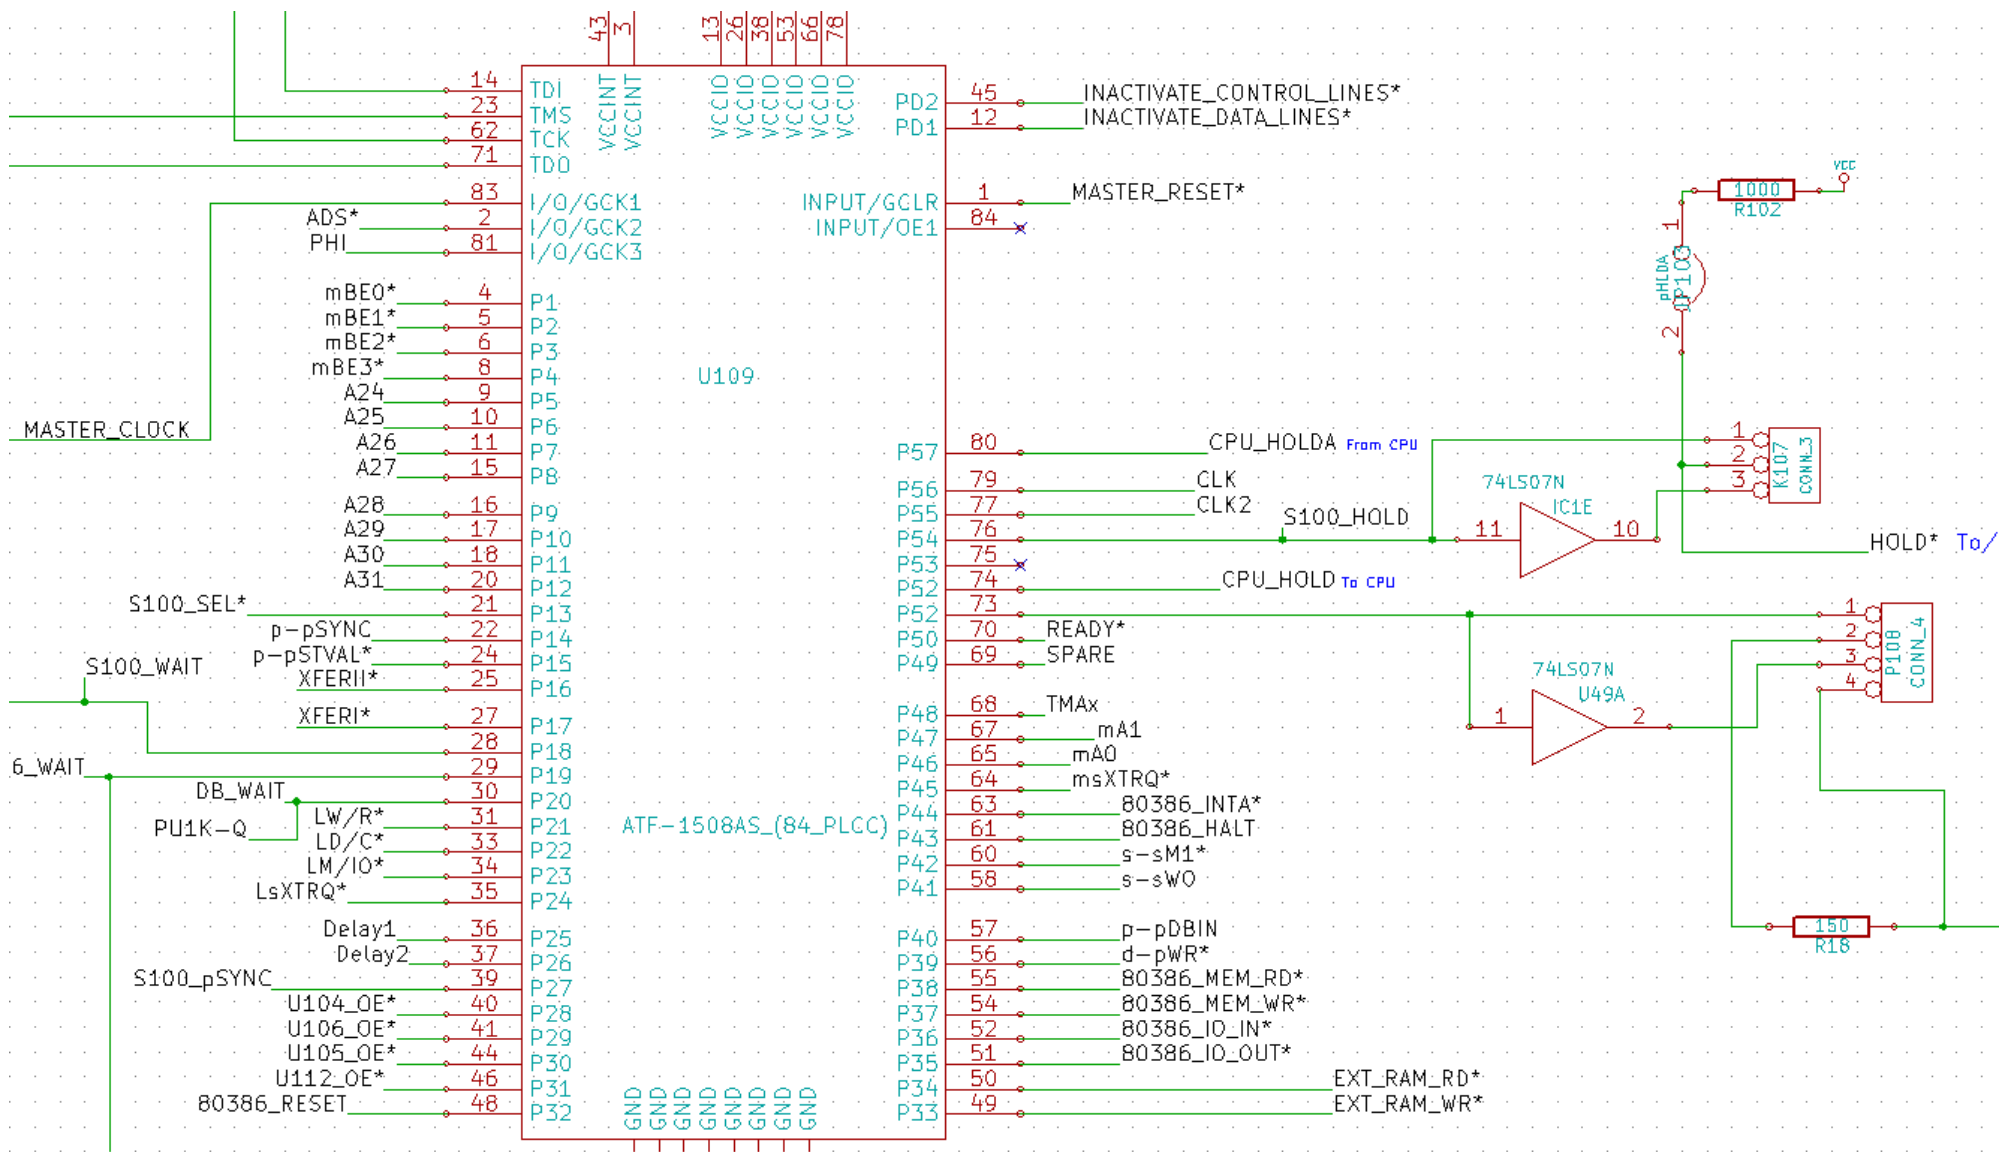 43 3 13 26 38 53 66 78
VCCINT VCCINT VCCIO VCCIO VCCIO VCCIO VCCIO VCCIO
14 TDI
23 TMS
62 TCK
71 TDO
83 I/O/GCK1
ADS* 2 I/O/GCK2
PHI 81 I/O/GCK3
mBE0* 4 P1
mBE1* 5 P2
mBE2* 6 P3
mBE3* 8 P4
A24 9 P5
A25 10 P6
MASTER_CLOCK
A26 11 P7
A27 15 P8
A28 16 P9
A29 17 P10
A30 18 P11
A31 20 P12
S100_SEL* 21 P13
p-pSYNC 22 P14
p-pSTVAL* 24 P15
S100_WAIT
XFERII* 25 P16
XFERI* 27 P17
28 P18
6_WAIT 29 P19
DB_WAIT 30 P20
PU1K-Q
LW/R* 31 P21
LD/C* 33 P22
LM/IO* 34 P23
LsXTRQ* 35 P24
Delay1 36 P25
Delay2 37 P26
S100_pSYNC 39 P27
U104_OE* 40 P28
U106_OE* 41 P29
U105_OE* 44 P30
U112_OE* 46 P31
80386_RESET 48 P32
U109
ATF-1508AS_(84_PLCC)
GND GND GND GND GND GND GND GND
PD2 45 INACTIVATE_CONTROL_LINES*
PD1 12 INACTIVATE_DATA_LINES*
INPUT/GCLR 1 MASTER_RESET*
INPUT/OE1 84
P57 80 CPU_HOLDA From CPU
P56 79 CLK
P55 77 CLK2
P54 76 S100_HOLD
P53 75
P52 74 CPU_HOLD To CPU
P52 73
P50 70 READY*
P49 69 SPARE
P48 68 TMAx
P47 67 mA1
P46 65 mA0
P45 64 msXTRQ*
P44 63 80386_INTA*
P43 61 80386_HALT
P42 60 s-sM1*
P41 58 s-sWO
P40 57 p-pDBIN
P39 56 d-pWR*
P38 55 80386_MEM_RD*
P37 54 80386_MEM_WR*
P36 52 80386_IO_IN*
P35 51 80386_IO_OUT*
P34 50 EXT_RAM_RD*
P33 49 EXT_RAM_WR*
VCC
1000
R102
1
pHLDA
JP103
2
1
2
3
K107
CONN_3
74LS07N
IC1E
11 10
HOLD* To/
1
2
3
4
P108
CONN_4
74LS07N
U49A
1 2
150
R18